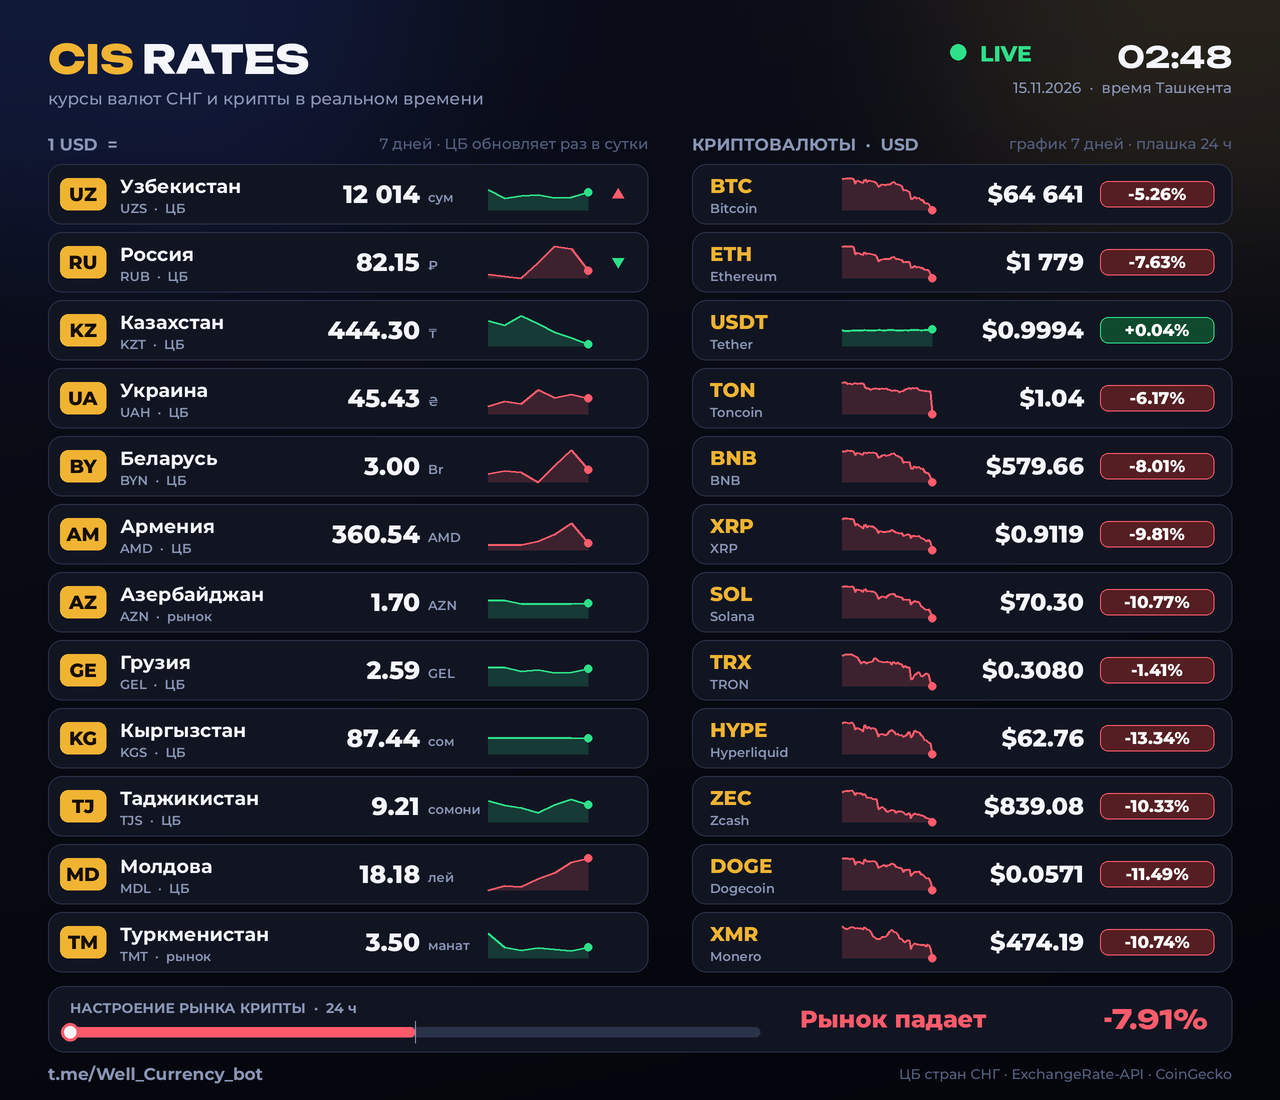 CIS RATES
курсы валют СНГ и крипты в реальном времени
LIVE
02:48
15.11.2026 · время Ташкента
1 USD =
7 дней · ЦБ обновляет раз в сутки
UZ Узбекистан 12 014 сум
UZS · ЦБ
RU Россия 82.15 ₽
RUB · ЦБ
KZ Казахстан 444.30 ₸
KZT · ЦБ
UA Украина 45.43 ₴
UAH · ЦБ
BY Беларусь 3.00 Br
BYN · ЦБ
AM Армения 360.54 AMD
AMD · ЦБ
AZ Азербайджан 1.70 AZN
AZN · рынок
GE Грузия 2.59 GEL
GEL · ЦБ
KG Кыргызстан 87.44 сом
KGS · ЦБ
TJ Таджикистан 9.21 сомони
TJS · ЦБ
MD Молдова 18.18 лей
MDL · ЦБ
TM Туркменистан 3.50 манат
TMT · рынок
КРИПТОВАЛЮТЫ · USD
график 7 дней · плашка 24 ч
BTC $64 641 -5.26%
Bitcoin
ETH $1 779 -7.63%
Ethereum
USDT $0.9994 +0.04%
Tether
TON $1.04 -6.17%
Toncoin
BNB $579.66 -8.01%
BNB
XRP $0.9119 -9.81%
XRP
SOL $70.30 -10.77%
Solana
TRX $0.3080 -1.41%
TRON
HYPE $62.76 -13.34%
Hyperliquid
ZEC $839.08 -10.33%
Zcash
DOGE $0.0571 -11.49%
Dogecoin
XMR $474.19 -10.74%
Monero
НАСТРОЕНИЕ РЫНКА КРИПТЫ · 24 ч
Рынок падает
-7.91%
t.me/Well_Currency_bot
ЦБ стран СНГ · ExchangeRate-API · CoinGecko